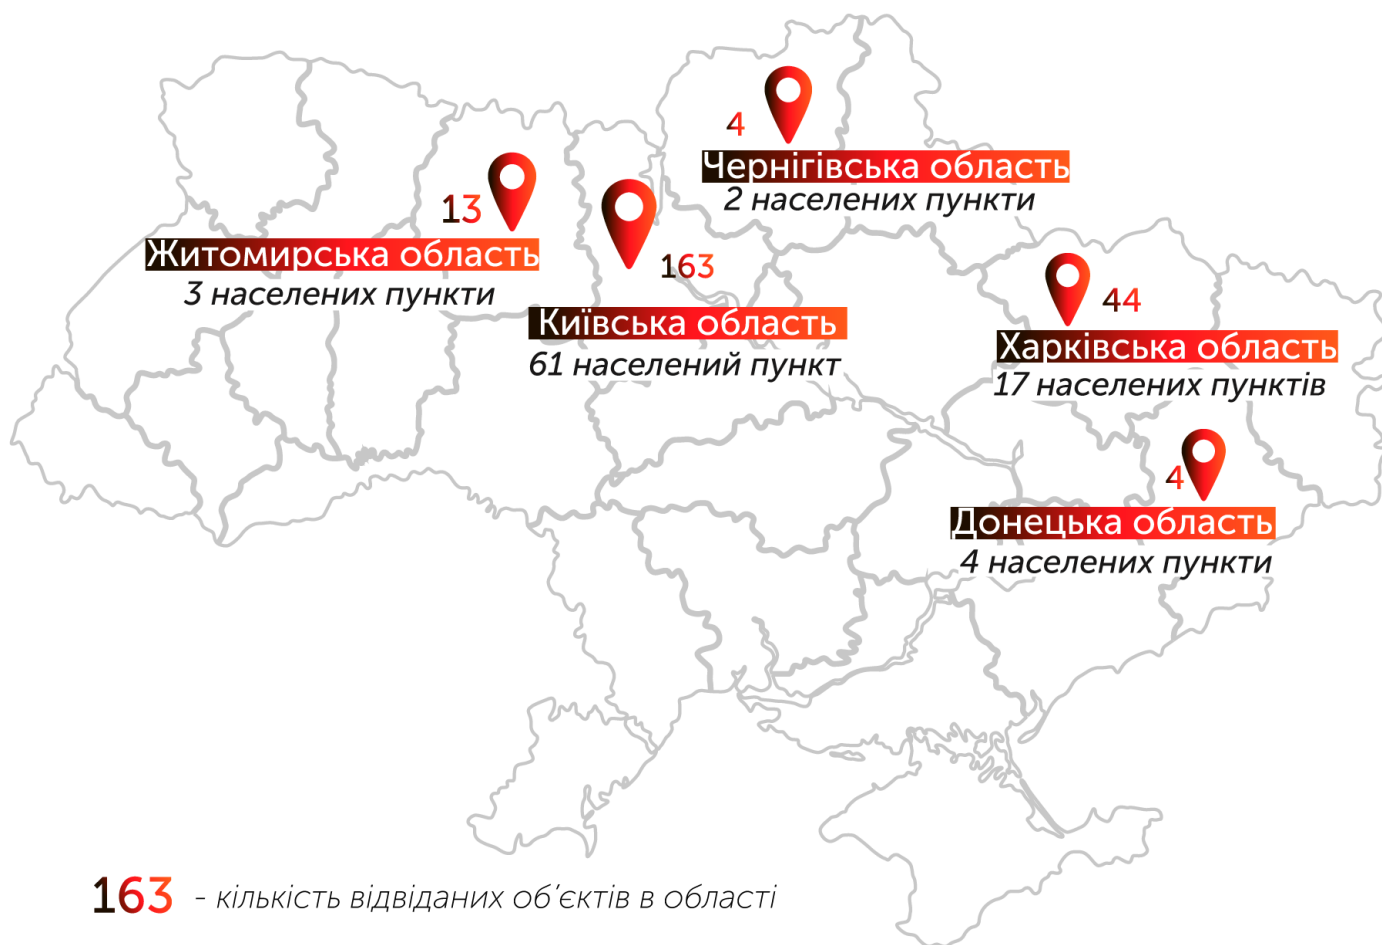 4
Чернігівська область
2 населених пункти
13
Житомирська область
3 населених пункти
163
Київська область
61 населений пункт
44
Харківська область
17 населених пунктів
4
Донецька область
4 населених пункти
163 - кількість відвіданих об’єктів в області